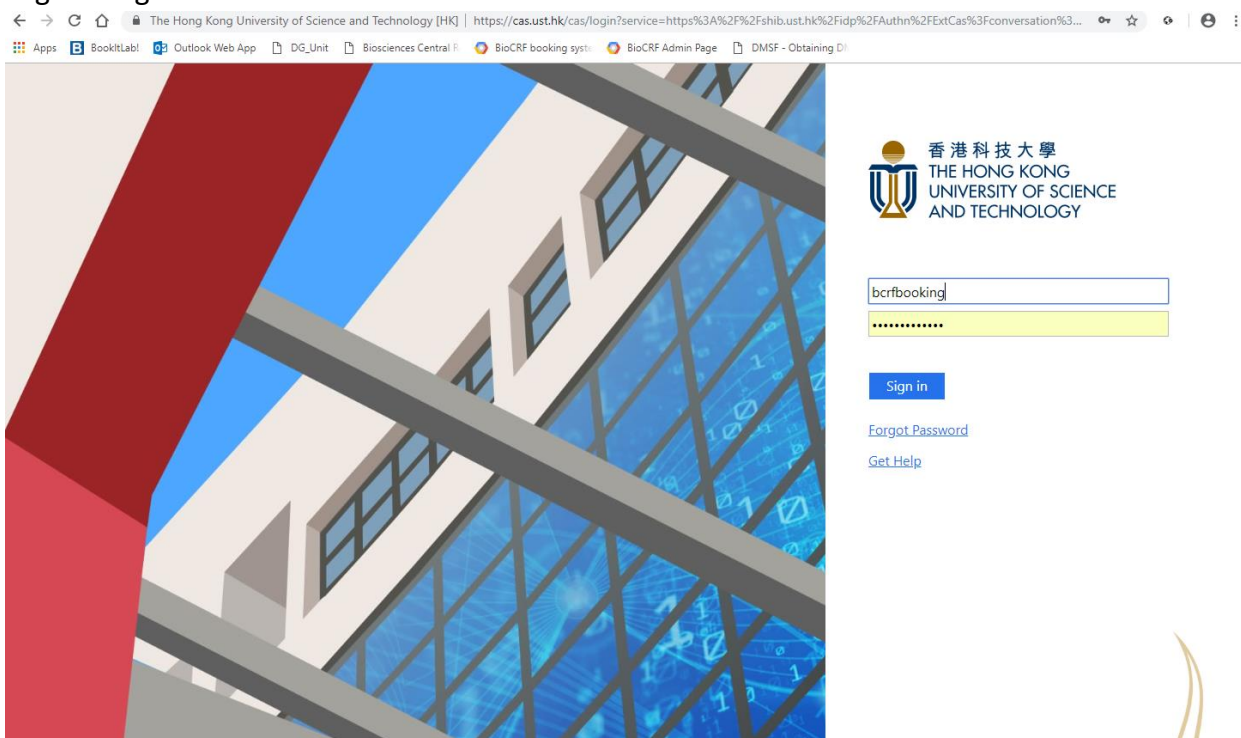 The Hong Kong University of Science and Technology [HK] | https://cas.ust.hk/cas/login?service=https%3A%2F%2Fshib.ust.hk%2Fidp%2FAuthn%2FExtCas%3Fconversation%3...
Apps BookItLab! Outlook Web App DG_Unit Biosciences Central BioCRF booking syst BioCRF Admin Page DMSF - Obtaining
香港科技大學
THE HONG KONG
UNIVERSITY OF SCIENCE
AND TECHNOLOGY
bcrfbooking
•••••••••••••
Sign in
Forgot Password
Get Help